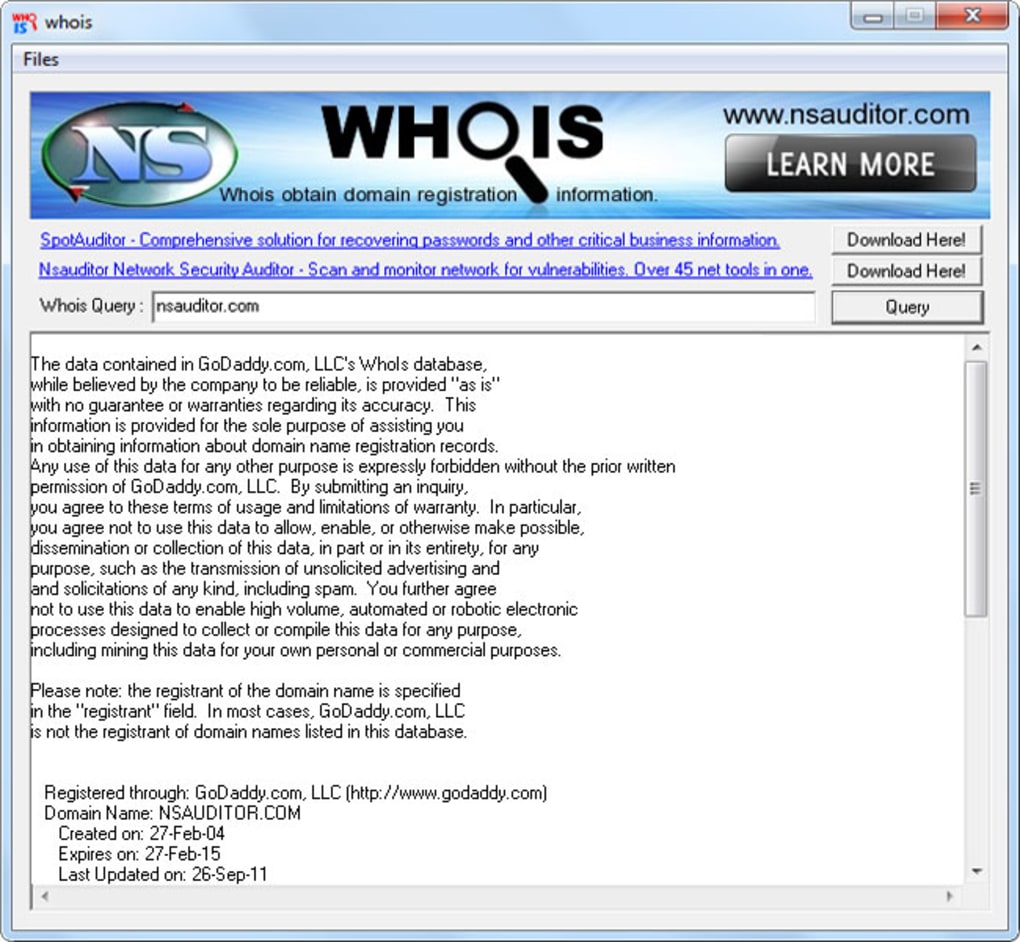 WHOIS whois
Files
NS
WHOIS
www.nsauditor.com
LEARN MORE
Whois obtain domain registration information.
SpotAuditor - Comprehensive solution for recovering passwords and other critical business information.
Download Here!
Nsauditor Network Security Auditor - Scan and monitor network for vulnerabilities. Over 45 net tools in one.
Download Here!
Whois Query : nsauditor.com
Query
The data contained in GoDaddy.com, LLC's WhoIs database,
while believed by the company to be reliable, is provided "as is"
with no guarantee or warranties regarding its accuracy.  This
information is provided for the sole purpose of assisting you
in obtaining information about domain name registration records.
Any use of this data for any other purpose is expressly forbidden without the prior written
permission of GoDaddy.com, LLC.  By submitting an inquiry,
you agree to these terms of usage and limitations of warranty.  In particular,
you agree not to use this data to allow, enable, or otherwise make possible,
dissemination or collection of this data, in part or in its entirety, for any
purpose, such as the transmission of unsolicited advertising and
and solicitations of any kind, including spam.  You further agree
not to use this data to enable high volume, automated or robotic electronic
processes designed to collect or compile this data for any purpose,
including mining this data for your own personal or commercial purposes.
Please note: the registrant of the domain name is specified
in the "registrant" field.  In most cases, GoDaddy.com, LLC
is not the registrant of domain names listed in this database.
Registered through: GoDaddy.com, LLC (http://www.godaddy.com)
Domain Name: NSAUDITOR.COM
Created on: 27-Feb-04
Expires on: 27-Feb-15
Last Updated on: 26-Sep-11